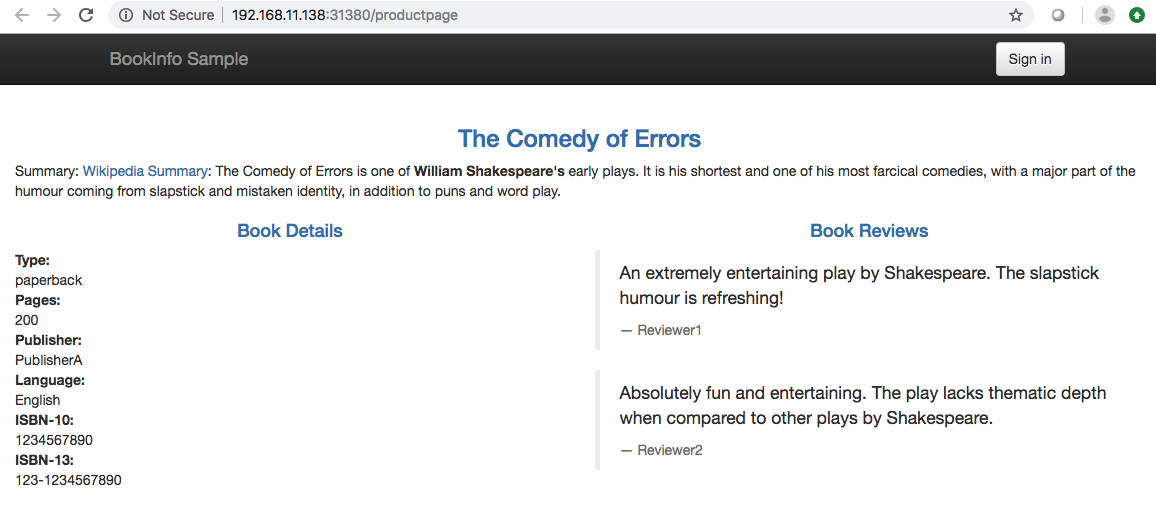 Not Secure | 192.168.11.138:31380/productpage
BookInfo Sample
Sign in
The Comedy of Errors
Summary: Wikipedia Summary: The Comedy of Errors is one of William Shakespeare's early plays. It is his shortest and one of his most farcical comedies, with a major part of the
humour coming from slapstick and mistaken identity, in addition to puns and word play.
Book Details
Type:
paperback
Pages:
200
Publisher:
PublisherA
Language:
English
ISBN-10:
1234567890
ISBN-13:
123-1234567890
Book Reviews
An extremely entertaining play by Shakespeare. The slapstick
humour is refreshing!
— Reviewer1
Absolutely fun and entertaining. The play lacks thematic depth
when compared to other plays by Shakespeare.
— Reviewer2